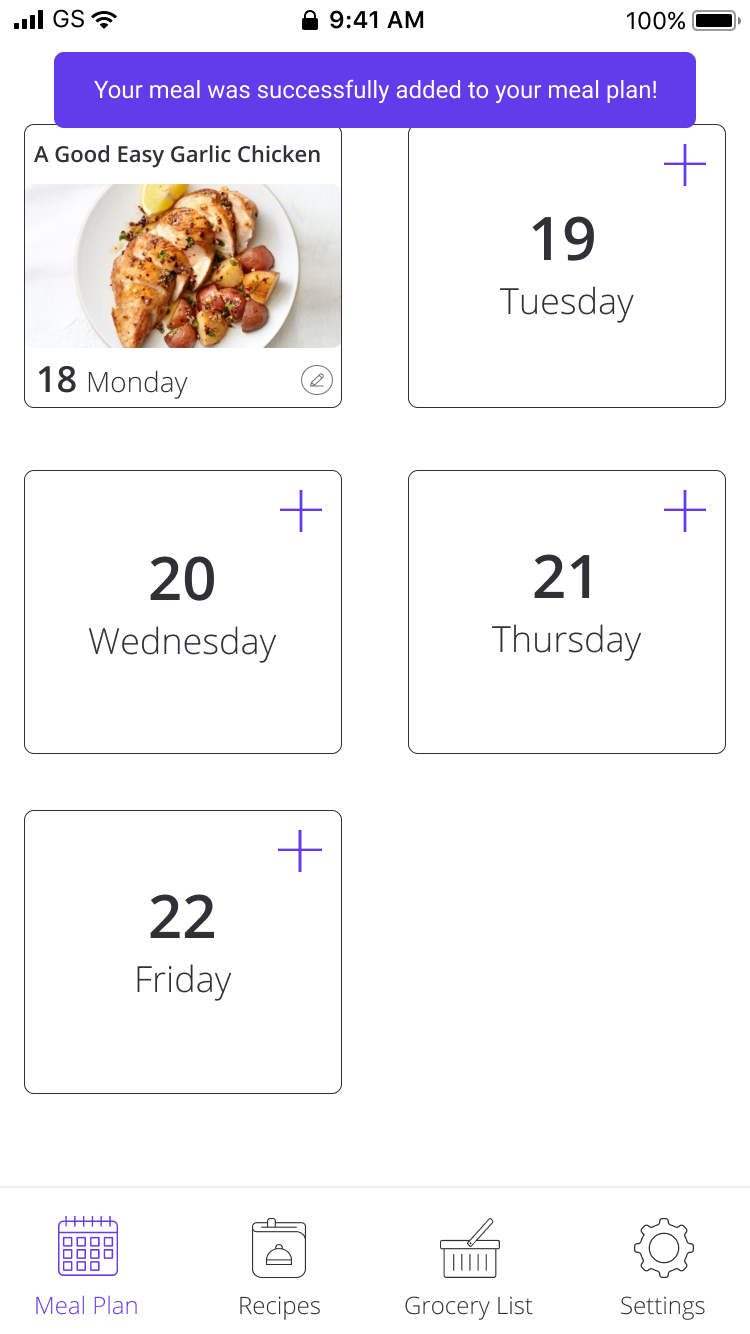 GS 9:41 AM 100%
Your meal was successfully added to your meal plan!
A Good Easy Garlic Chicken
18 Monday
19
Tuesday
20
Wednesday
21
Thursday
22
Friday
Meal Plan Recipes Grocery List Settings